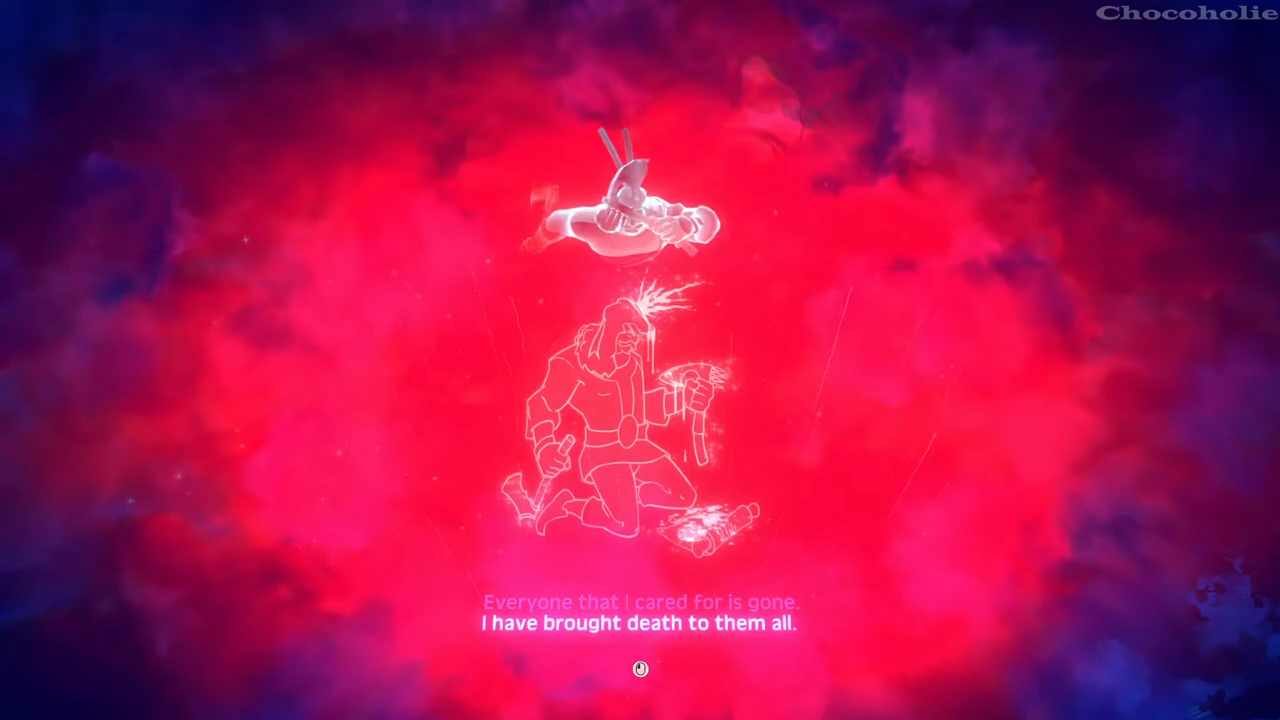 Chocoholie
Everyone that I cared for is gone.
I have brought death to them all.